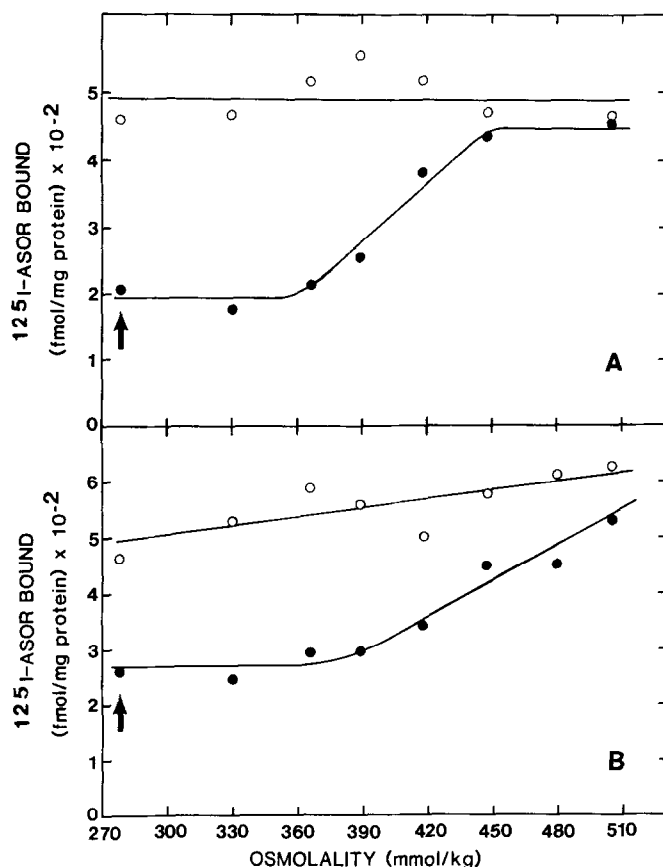 5
4
3
2
1
0
125I-ASOR BOUND
(fmol/mg protein) x 10-2
A
6
5
4
3
2
1
0
125I-ASOR BOUND
(fmol/mg protein) x 10-2
B
270 300 330 360 390 420 450 480 510
OSMOLALITY (mmol/kg)